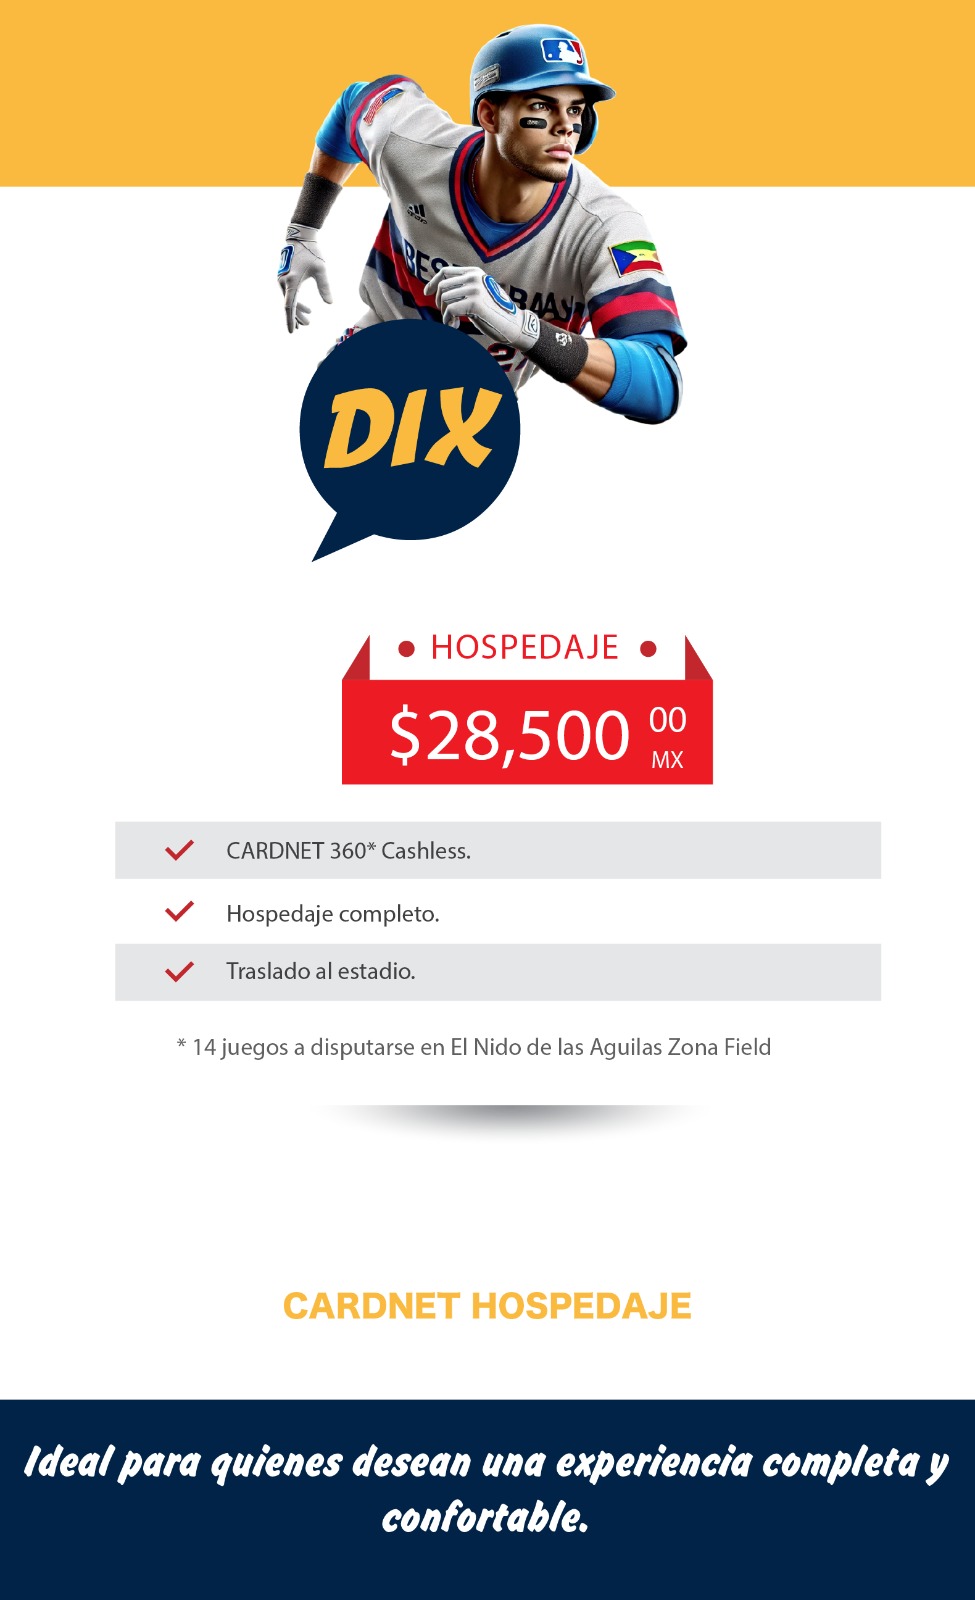 DIX
• HOSPEDAJE •
$28,500 00
MX
CARDNET 360* Cashless.
Hospedaje completo.
Traslado al estadio.
* 14 juegos a disputarse en El Nido de las Aguilas Zona Field
CARDNET HOSPEDAJE
Ideal para quienes desean una experiencia completa y
confortable.